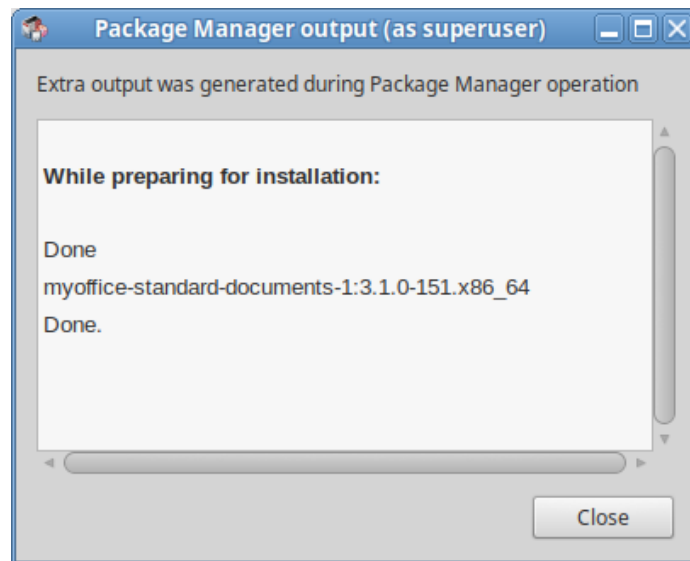 Package Manager output (as superuser)
Extra output was generated during Package Manager operation
While preparing for installation:
Done
myoffice-standard-documents-1:3.1.0-151.x86_64
Done.
Close